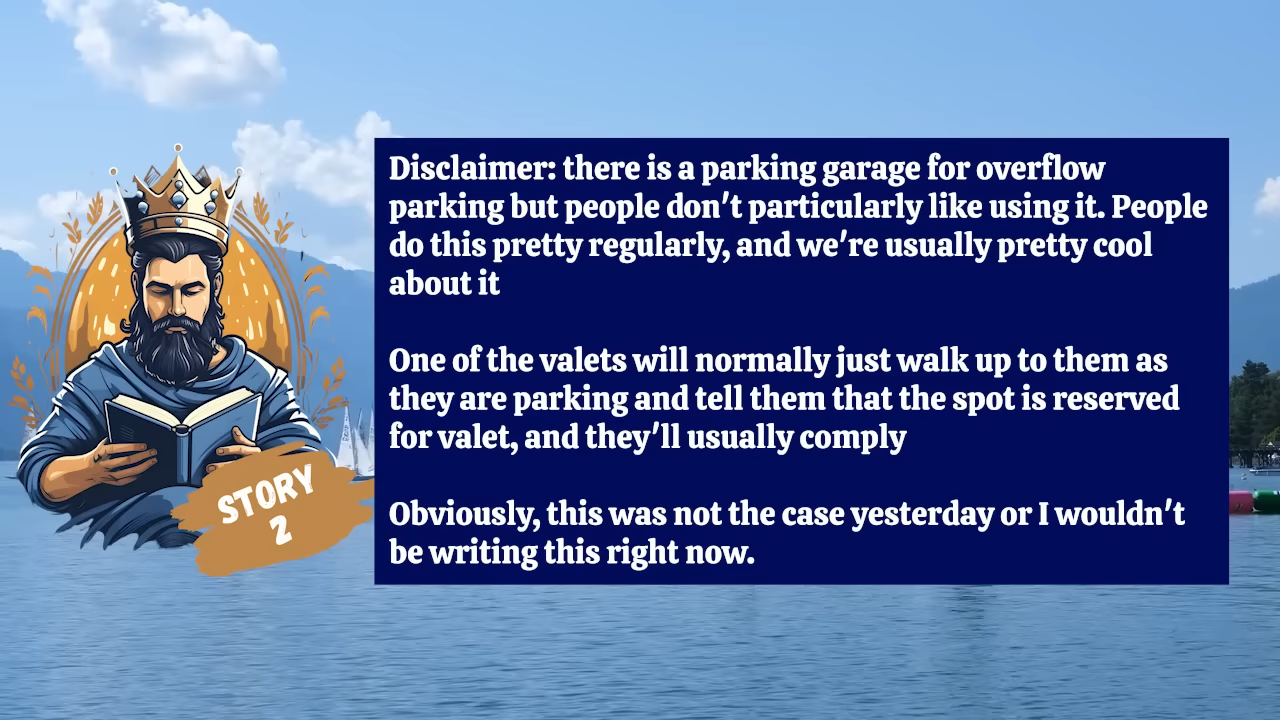 Disclaimer: there is a parking garage for overflow
parking but people don't particularly like using it. People
do this pretty regularly, and we're usually pretty cool
about it
One of the valets will normally just walk up to them as
they are parking and tell them that the spot is reserved
for valet, and they'll usually comply
Obviously, this was not the case yesterday or I wouldn't
be writing this right now.
STORY
2